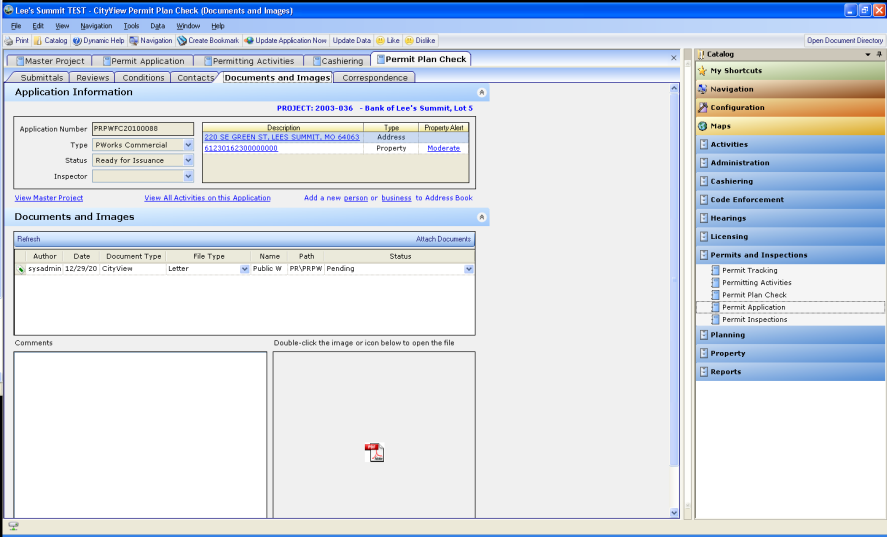 Lee's Summit TEST - CityView Permit Plan Check (Documents and Images)
File Edit View Navigation Tools Data Window Help
Print Catalog Dynamic Help Navigation Create Bookmark Update Application Now Update Data Like Dislike Open Document Directory
Master Project Permit Application Permitting Activities Cashiering Permit Plan Check
Submittals Reviews Conditions Contacts Documents and Images Correspondence
Application Information
PROJECT: 2003-036 - Bank of Lee's Summit, Lot 5
Application Number PRPWFC20100088
Type PWorks Commercial
Status Ready for Issuance
Inspector
Description Type Property Alert
220 SE GREEN ST, LEES SUMMIT, MO 64063 Address
61230162300000000 Property Moderate
View Master Project View All Activities on this Application Add a new person or business to Address Book
Documents and Images
Refresh Attach Documents
Author Date Document Type File Type Name Path Status
sysadmin 12/29/20 CityView Letter Public W PR\PRPW Pending
Comments Double-click the image or icon below to open the file
PDF
Catalog
My Shortcuts
Navigation
Configuration
Maps
Activities
Administration
Cashiering
Code Enforcement
Hearings
Licensing
Permits and Inspections
Permit Tracking
Permitting Activities
Permit Plan Check
Permit Application
Permit Inspections
Planning
Property
Reports